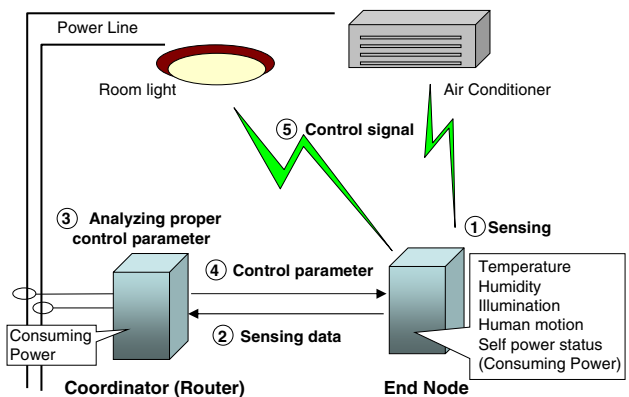 Power Line
Room light
Air Conditioner
⑤ Control signal
③ Analyzing proper
control parameter
① Sensing
④ Control parameter
② Sensing data
Temperature
Humidity
Illumination
Human motion
Self power status
(Consuming Power)
Consuming
Power
Coordinator (Router)
End Node